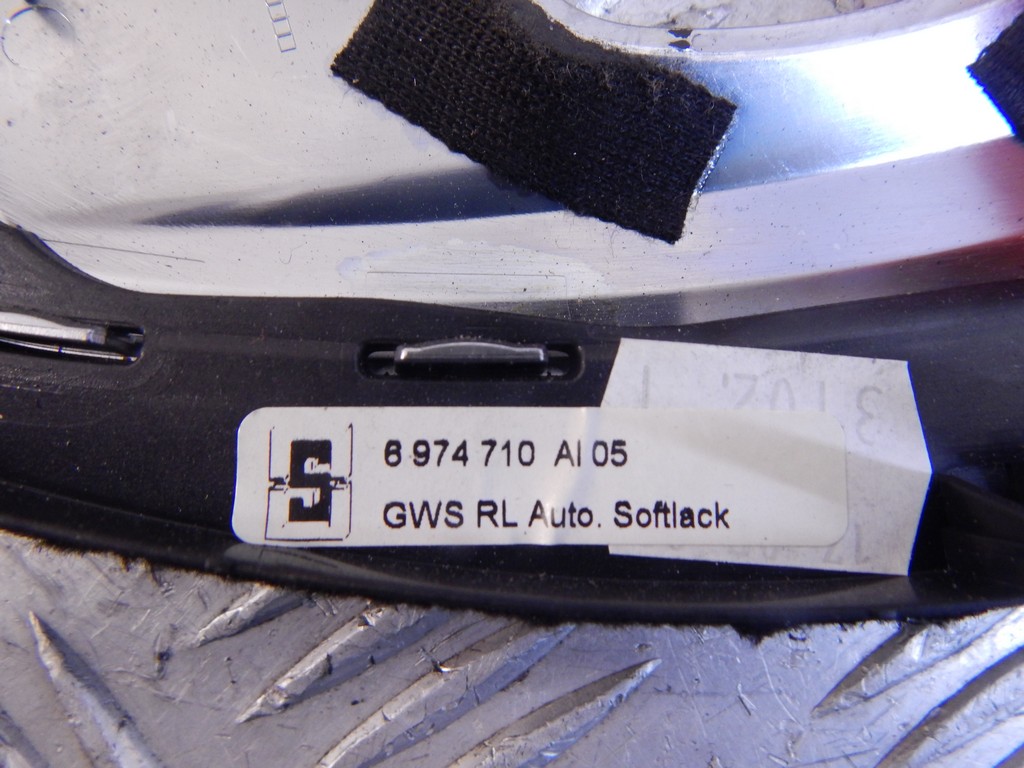 6 974 710 AI 05
GWS RL Auto. Softlack